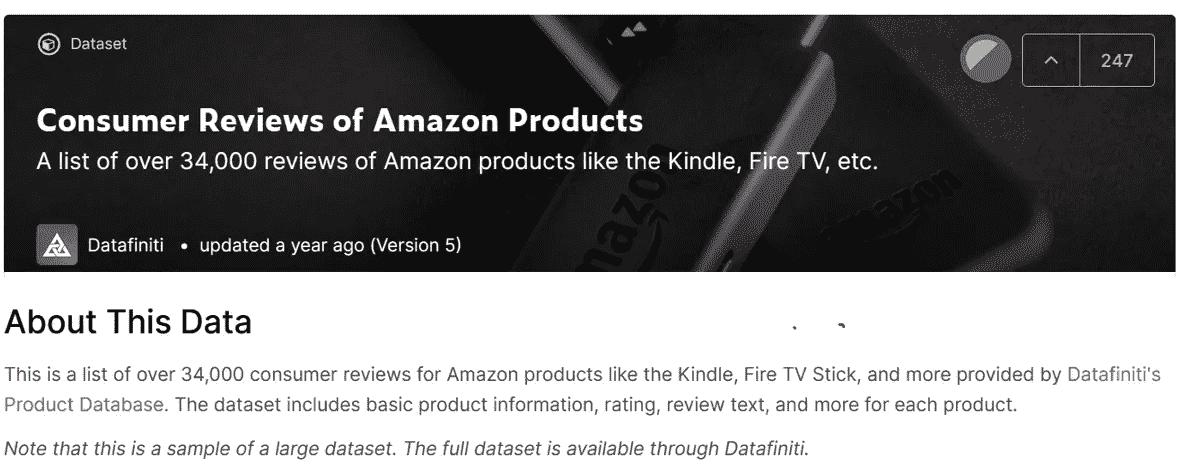 Dataset
247
Consumer Reviews of Amazon Products
A list of over 34,000 reviews of Amazon products like the Kindle, Fire TV, etc.
amazon
amazon
Datafiniti • updated a year ago (Version 5)
About This Data
This is a list of over 34,000 consumer reviews for Amazon products like the Kindle, Fire TV Stick, and more provided by Datafiniti's
Product Database. The dataset includes basic product information, rating, review text, and more for each product.
Note that this is a sample of a large dataset. The full dataset is available through Datafiniti.